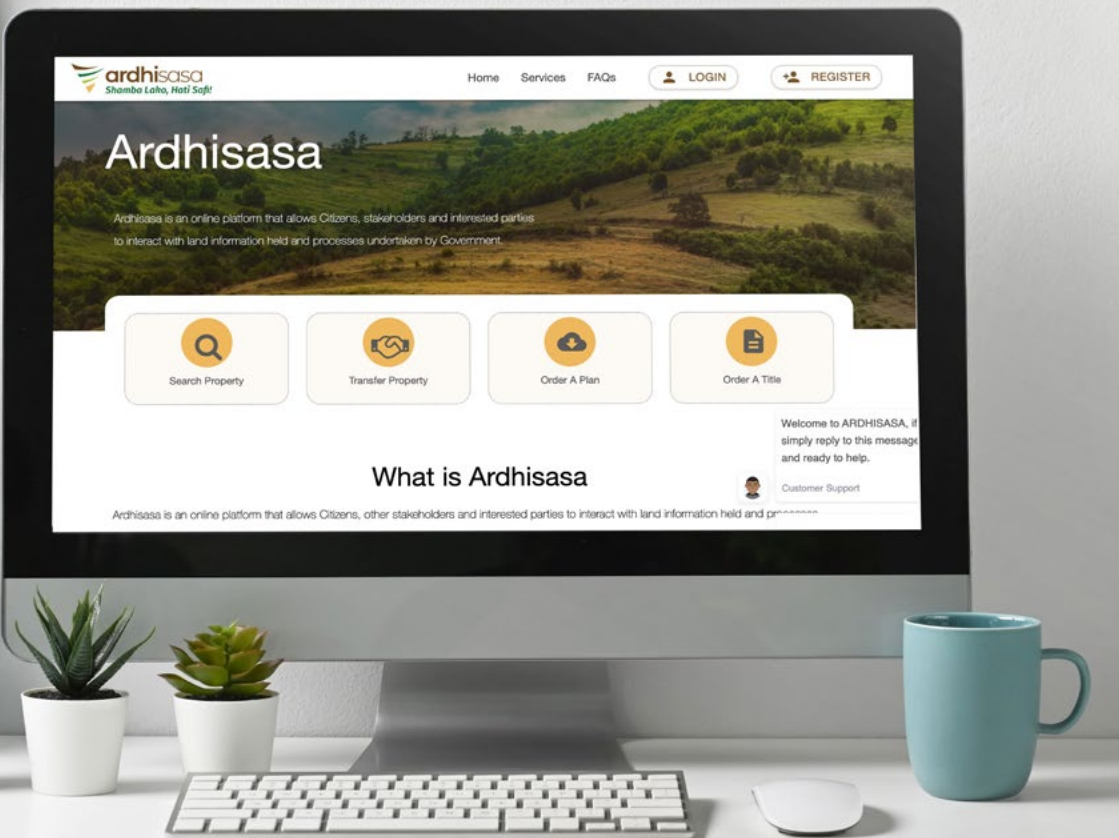 ardhisasa
Shamba Lako, Hati Safi!
Home Services FAQs LOGIN REGISTER
Ardhisasa
Ardhisasa is an online platform that allows Citizens, stakeholders and interested parties
to interact with land information held and processes undertaken by Government.
Search Property
Transfer Property
Order A Plan
Order A Title
Welcome to ARDHISASA, if
simply reply to this message
and ready to help.
Customer Support
What is Ardhisasa
Ardhisasa is an online platform that allows Citizens, other stakeholders and interested parties to interact with land information held and